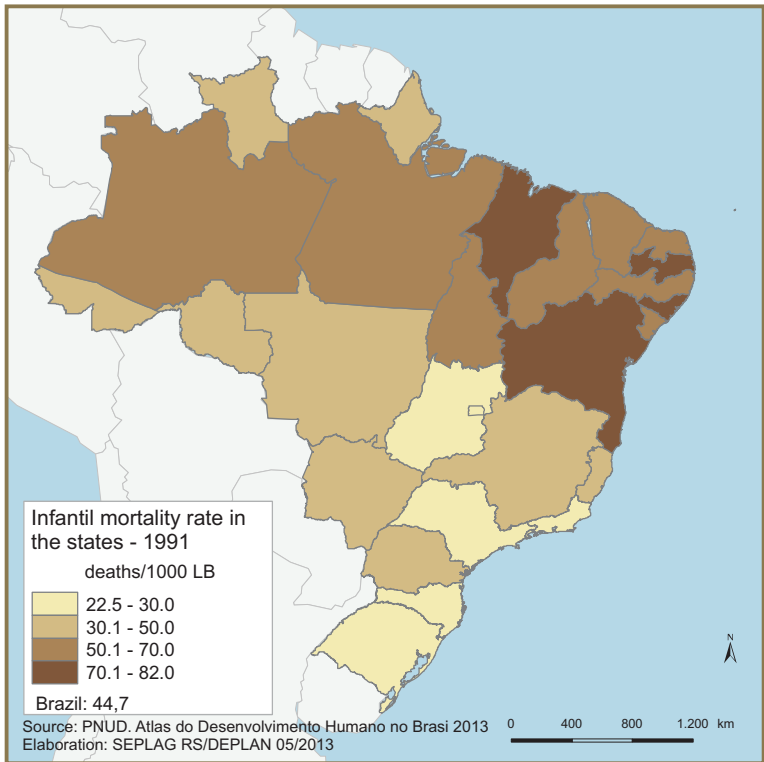 Infantil mortality rate in
the states - 1991
deaths/1000 LB
22.5 - 30.0
30.1 - 50.0
50.1 - 70.0
70.1 - 82.0
Brazil: 44,7
Source: PNUD. Atlas do Desenvolvimento Humano no Brasi 2013
Elaboration: SEPLAG RS/DEPLAN 05/2013
N
0 400 800 1.200 km